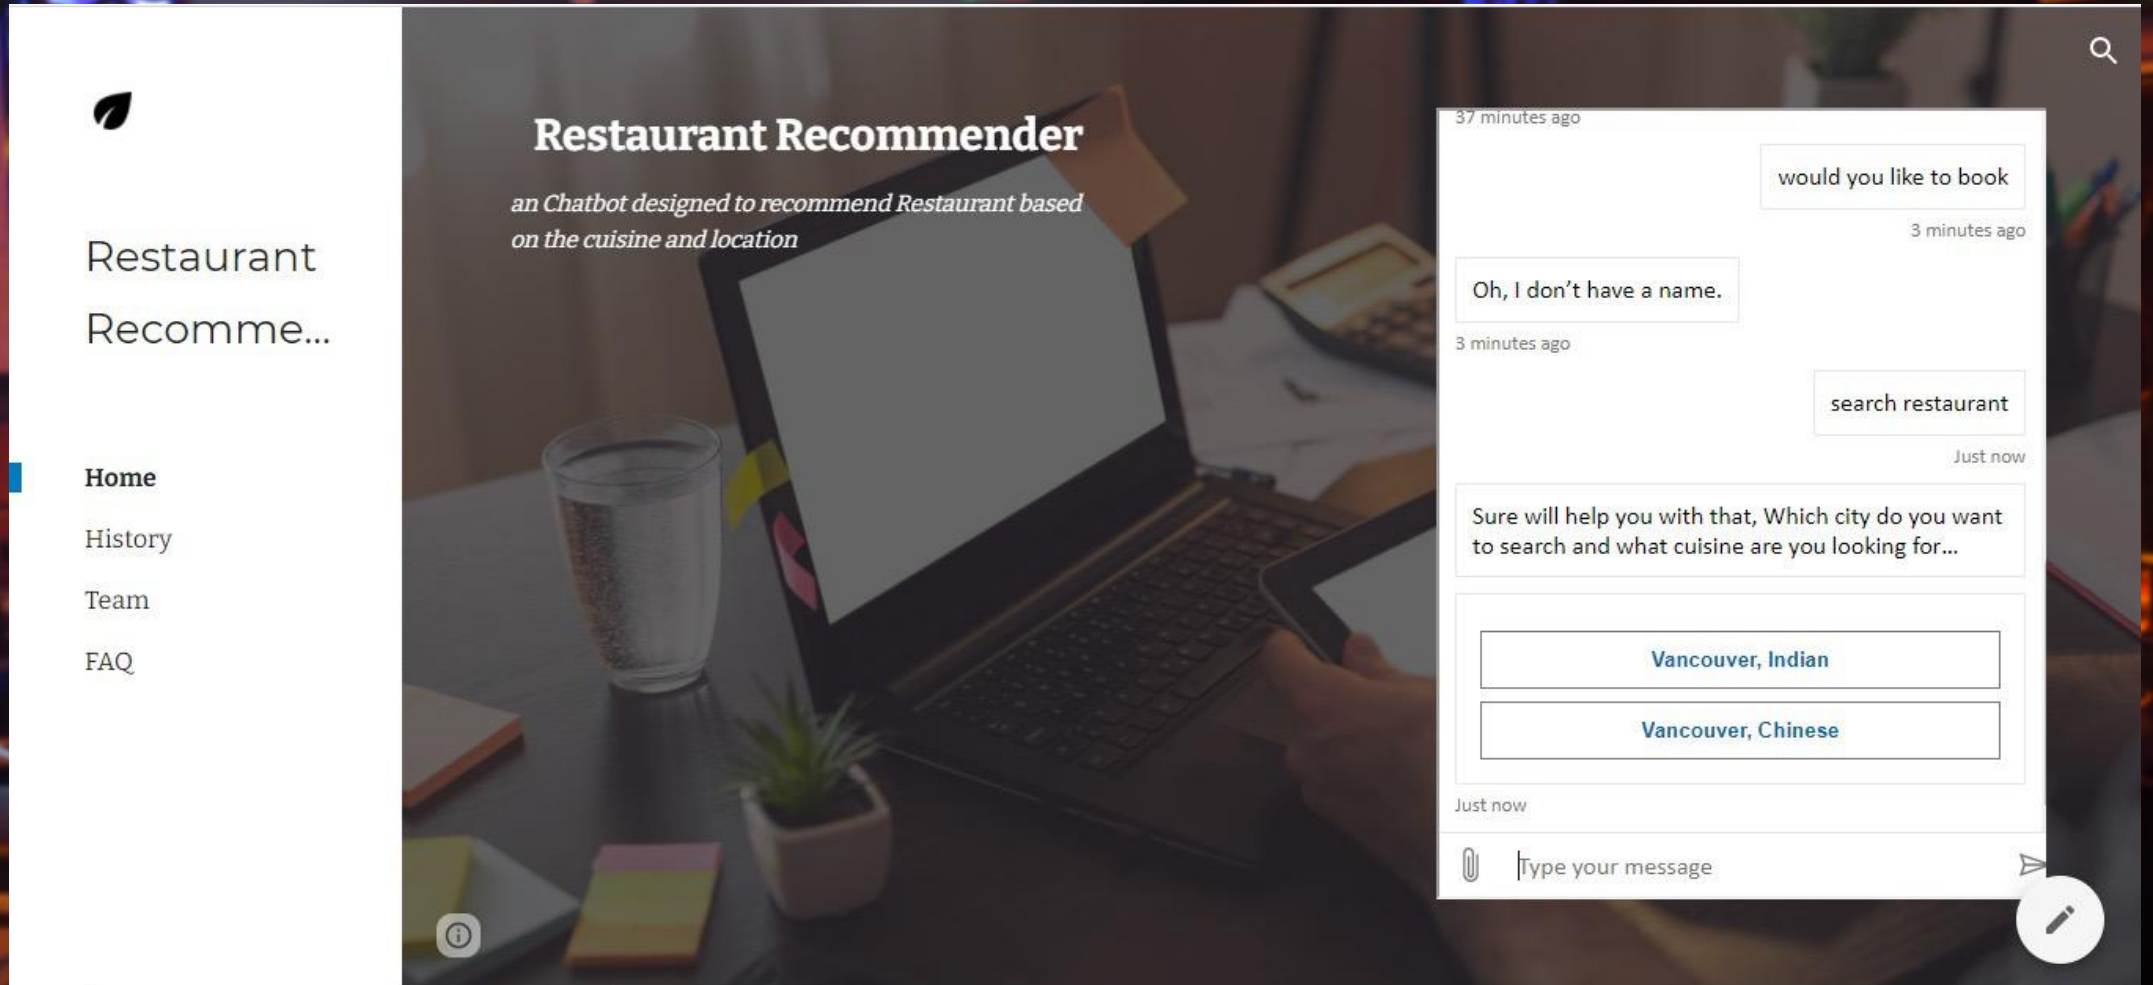 Restaurant
Recomme...
Home
History
Team
FAQ
Restaurant Recommender
an Chatbot designed to recommend Restaurant based
on the cuisine and location
37 minutes ago
would you like to book
3 minutes ago
Oh, I don’t have a name.
3 minutes ago
search restaurant
Just now
Sure will help you with that, Which city do you want
to search and what cuisine are you looking for...
Vancouver, Indian
Vancouver, Chinese
Just now
Type your message